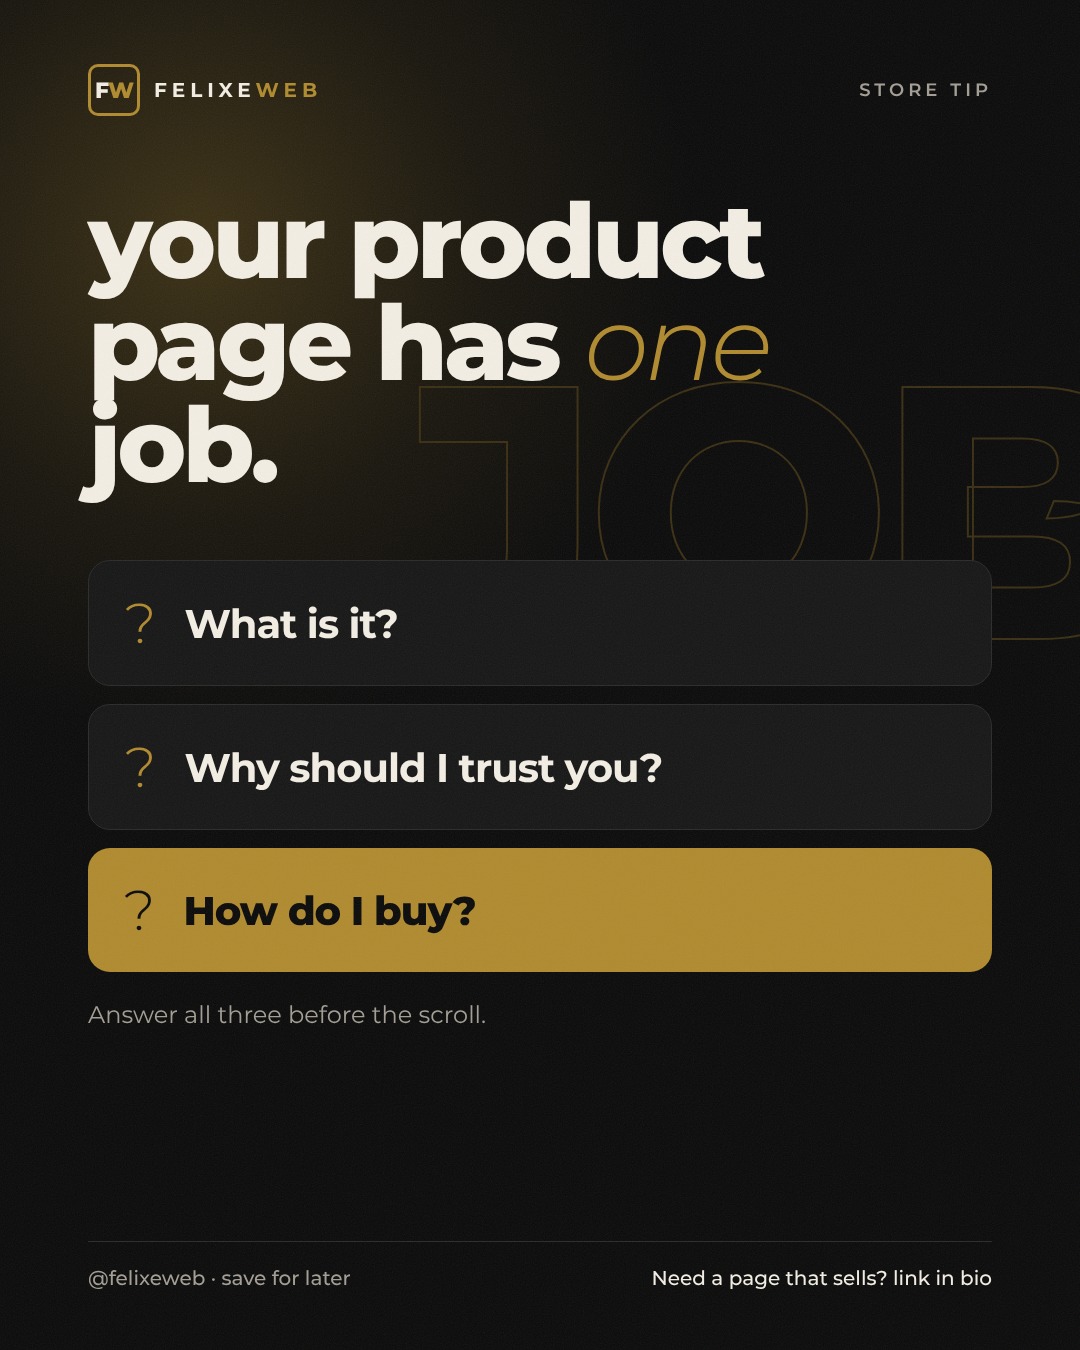 FW FELIXEWEB
STORE TIP
your product
page has one
job.
JOB
? What is it?
? Why should I trust you?
? How do I buy?
Answer all three before the scroll.
@felixeweb · save for later
Need a page that sells? link in bio